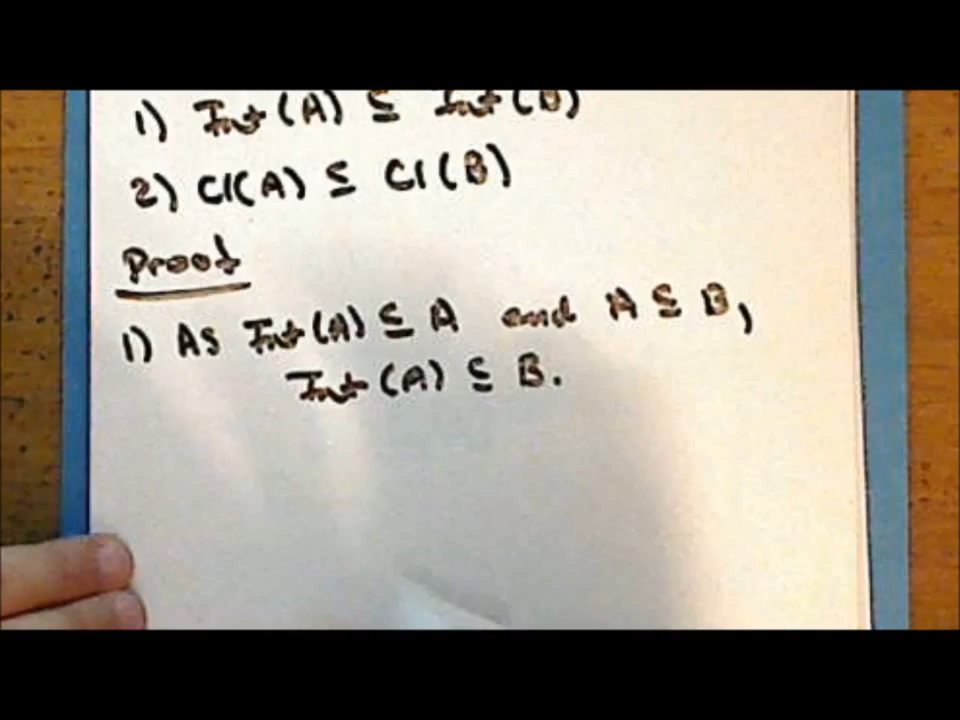 1) Int(A) ⊆ Int(B)
2) Cl(A) ⊆ Cl(B)
Proof
1) As Int(A) ⊆ A and A ⊆ B,
Int(A) ⊆ B.